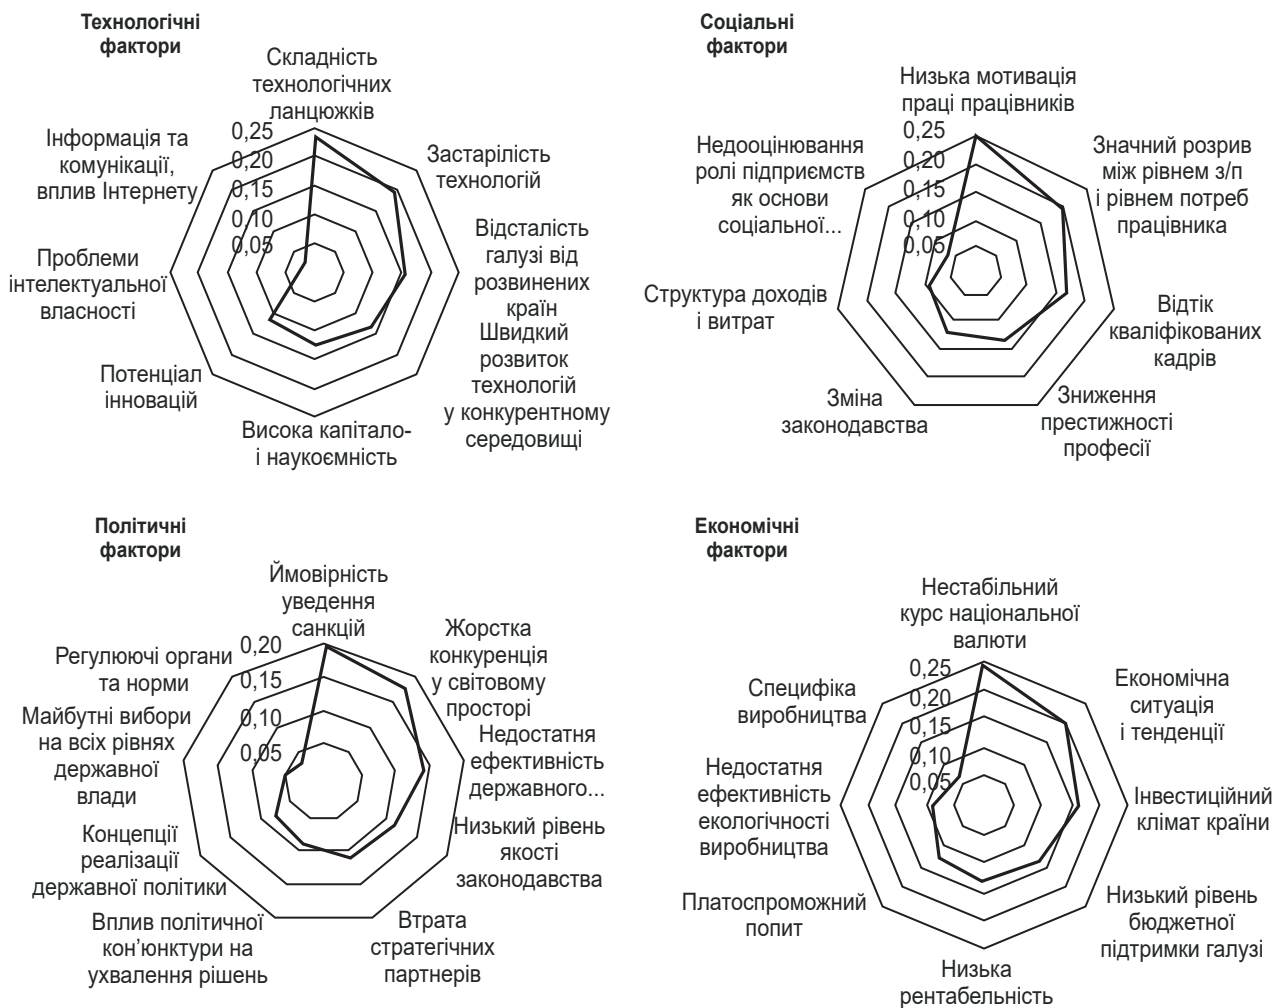 Технологічні
фактори
Складність
технологічних
ланцюжків
0,25
0,20
0,15
0,10
0,05
Застарілість
технологій
Відсталість
галузі від
розвинених
країн
Швидкий
розвиток
технологій
у конкурентному
середовищі
Висока капітало-
і наукоємність
Потенціал
інновацій
Проблеми
інтелектуальної
власності
Інформація та
комунікації,
вплив Інтернету
Соціальні
фактори
Низька мотивація
праці працівників
0,25
0,20
0,15
0,10
0,05
Значний розрив
між рівнем з/п
і рівнем потреб
працівника
Відтік
кваліфікованих
кадрів
Зниження
престижності
професії
Зміна
законодавства
Структура доходів
і витрат
Недооцінювання
ролі підприємств
як основи
соціальної...
Політичні
фактори
Ймовірність
уведення
санкцій
0,20
0,15
0,10
0,05
Жорстка
конкуренція
у світовому
просторі
Недостатня
ефективність
державного...
Низький рівень
якості
законодавства
Втрата
стратегічних
партнерів
Вплив політичної
кон’юнктури на
ухвалення рішень
Концепції
реалізації
державної політики
Майбутні вибори
на всіх рівнях
державної
влади
Регулюючі органи
та норми
Економічні
фактори
Нестабільний
курс національної
валюти
0,25
0,20
0,15
0,10
0,05
Економічна
ситуація
і тенденції
Інвестиційний
клімат країни
Низький рівень
бюджетної
підтримки галузі
Низька
рентабельність
Платоспроможний
попит
Недостатня
ефективність
екологічності
виробництва
Специфіка
виробництва